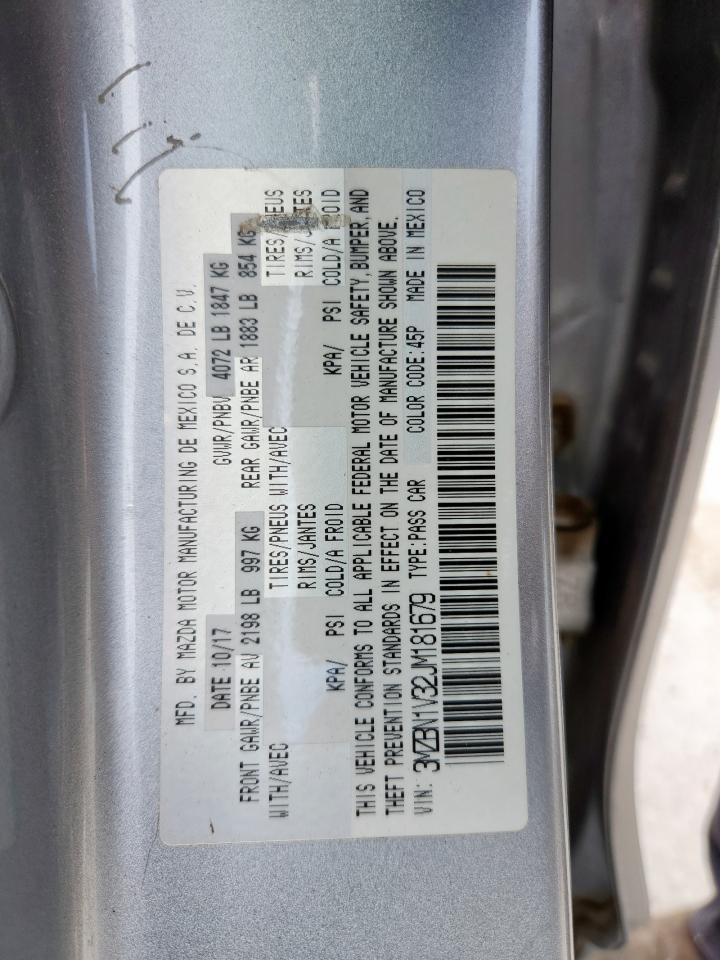 MFD. BY MAZDA MOTOR MANUFACTURING DE MEXICO S.A. DE C.V.
DATE 10/17 GVWR/PNBV 4072 LB 1847 KG
FRONT GAWR/PNBE AV 2198 LB 997 KG REAR GAWR/PNBE AR 1883 LB 854 KG
WITH/AVEC TIRES/PNEUS WITH/AVEC TIRES/PNEUS
RIMS/JANTES RIMS/JANTES
KPA/ PSI COLD/A FROID KPA/ PSI COLD/A FROID
THIS VEHICLE CONFORMS TO ALL APPLICABLE FEDERAL MOTOR VEHICLE SAFETY, BUMPER, AND
THEFT PREVENTION STANDARDS IN EFFECT ON THE DATE OF MANUFACTURE SHOWN ABOVE.
VIN: 3MZBN1V32JM181679 TYPE:PASS CAR COLOR CODE:45P MADE IN MEXICO